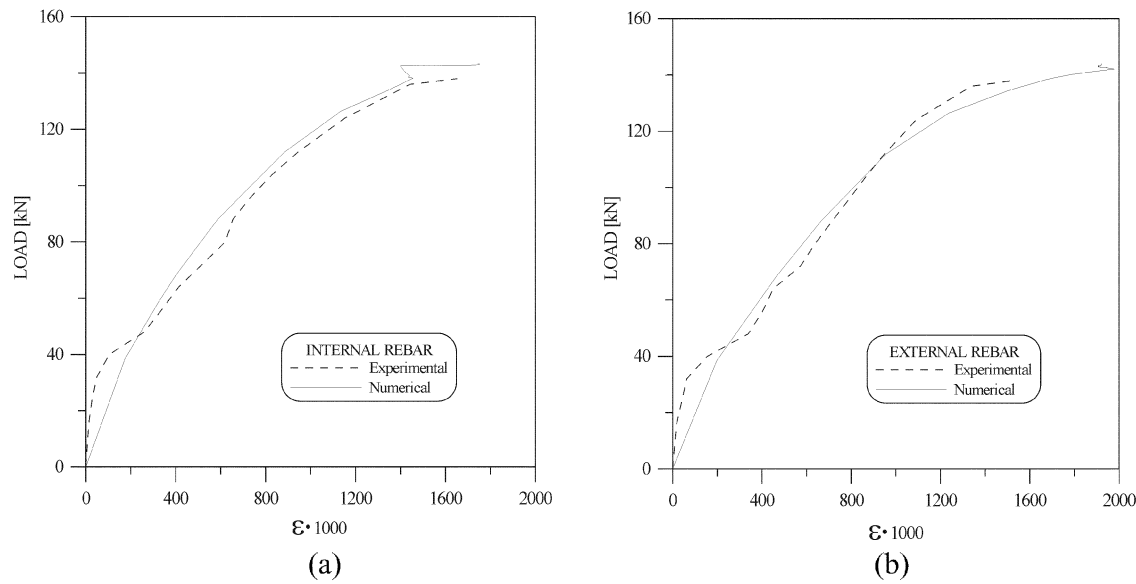 160
120
80
40
0
LOAD [kN]
INTERNAL REBAR
Experimental
Numerical
0 400 800 1200 1600 2000
ε• 1000
(a)
160
120
80
40
0
LOAD [kN]
EXTERNAL REBAR
Experimental
Numerical
0 400 800 1200 1600 2000
ε• 1000
(b)